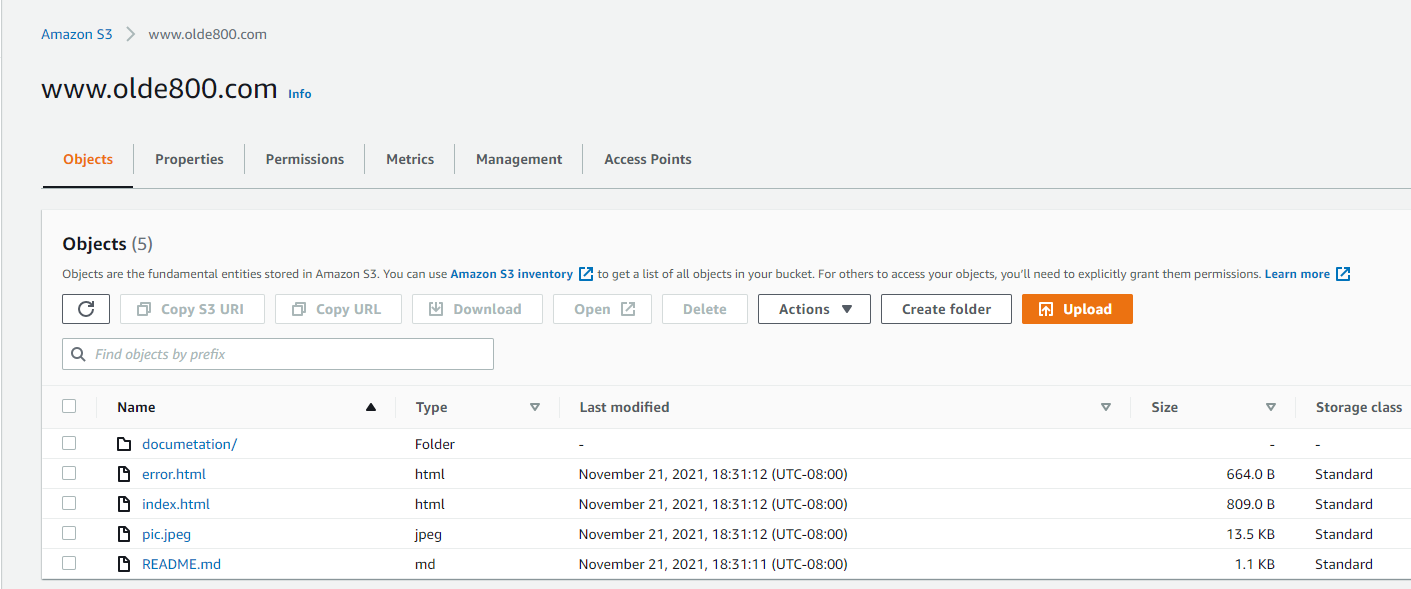 Amazon S3 > www.olde800.com
www.olde800.com Info
Objects Properties Permissions Metrics Management Access Points
Objects (5)
Objects are the fundamental entities stored in Amazon S3. You can use Amazon S3 inventory to get a list of all objects in your bucket. For others to access your objects, you'll need to explicitly grant them permissions. Learn more
Copy S3 URI Copy URL Download Open Delete Actions Create folder Upload
Find objects by prefix
Name Type Last modified Size Storage class
documetation/ Folder - - -
error.html html November 21, 2021, 18:31:12 (UTC-08:00) 664.0 B Standard
index.html html November 21, 2021, 18:31:12 (UTC-08:00) 809.0 B Standard
pic.jpeg jpeg November 21, 2021, 18:31:12 (UTC-08:00) 13.5 KB Standard
README.md md November 21, 2021, 18:31:11 (UTC-08:00) 1.1 KB Standard